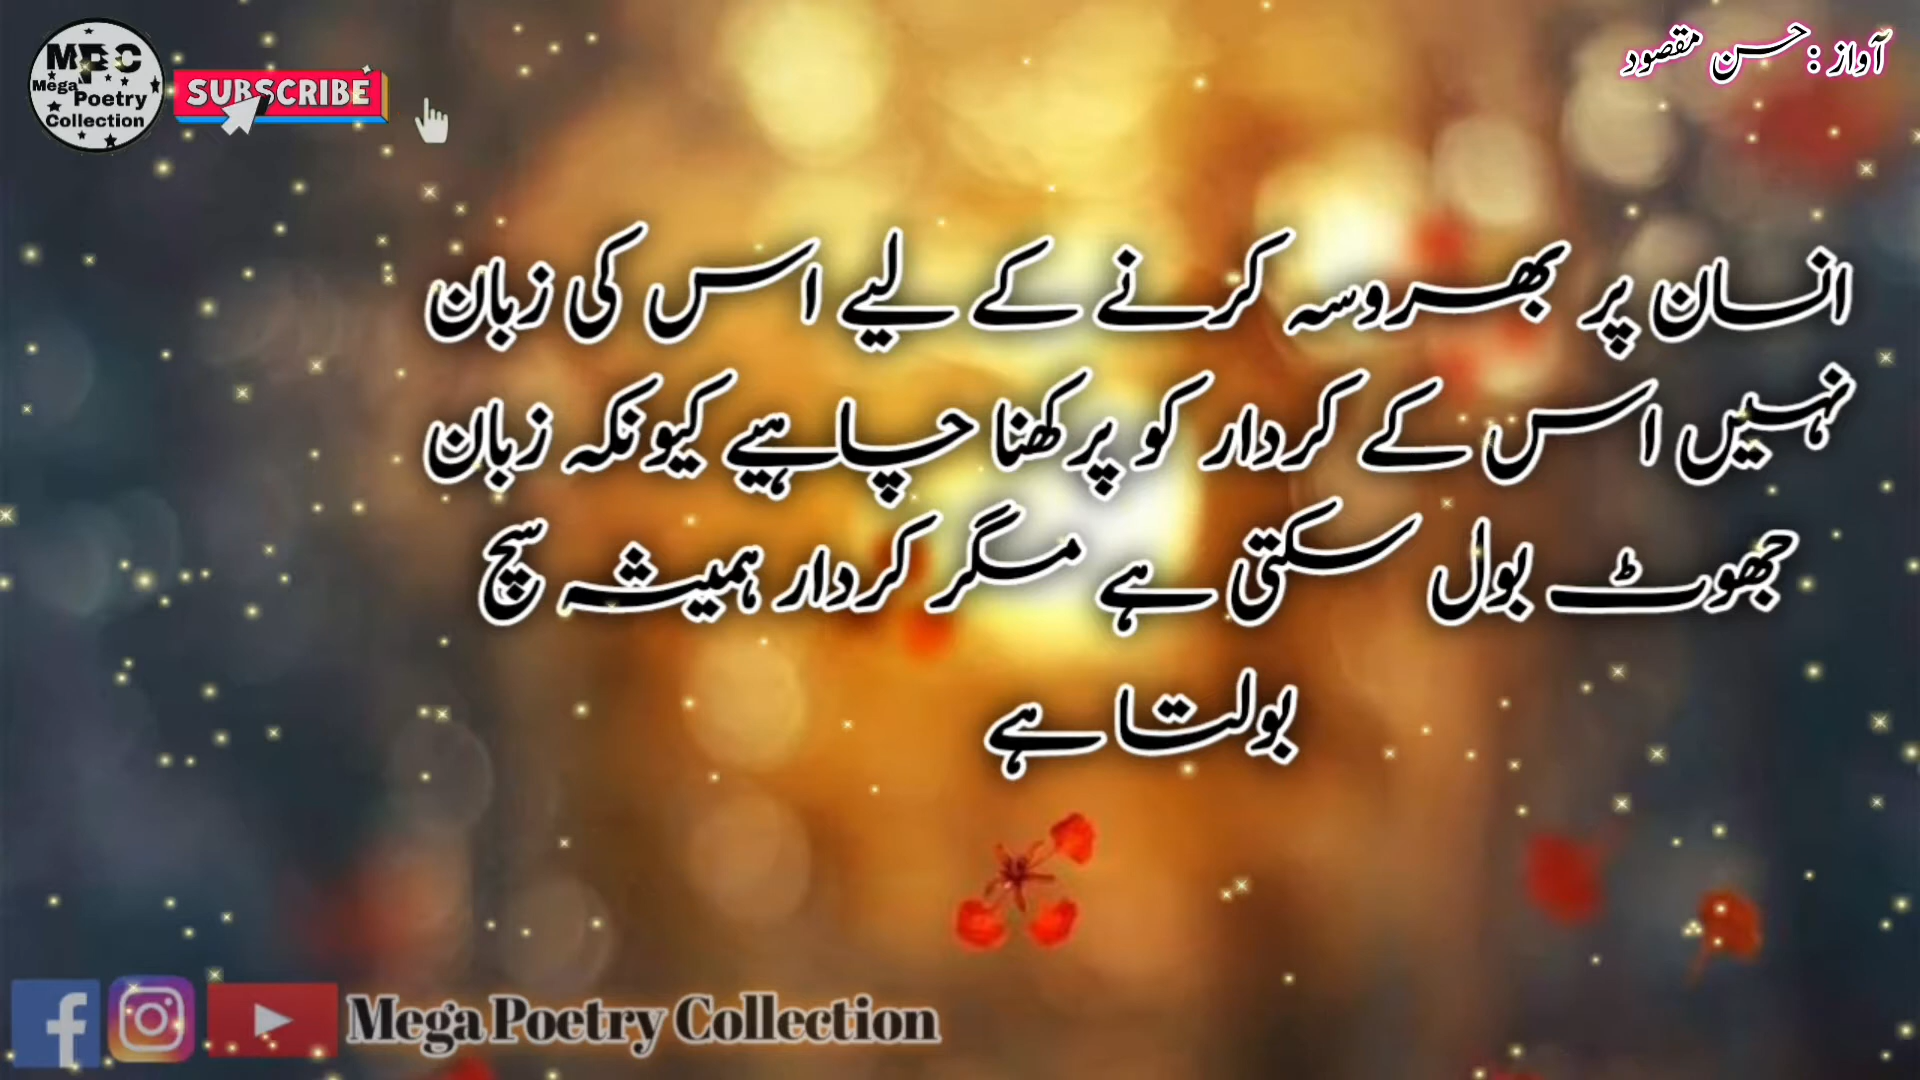 MPC
Mega
Poetry
Collection
SUBSCRIBE
آواز : حسن مقصود
انسان پر بھروسہ کرنے کے لیے اس کی زبان
نہیں اس کے کردار کو پرکھنا چاہیے کیونکہ زبان
جھوٹ بول سکتی ہے مگر کردار ہمیشہ سچ
بولتا ہے
Mega Poetry Collection